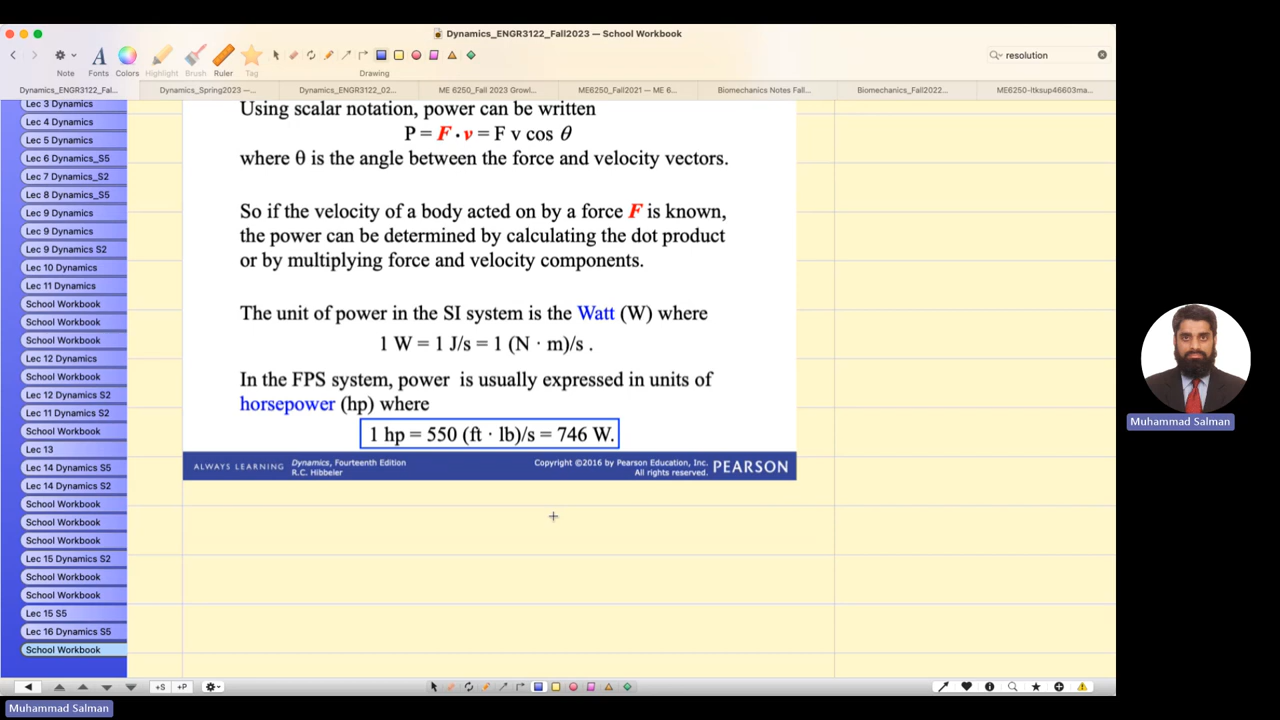 Dynamics_ENGR3122_Fall2023 — School Workbook
resolution
Note
Fonts
Colors
Highlight
Brush
Ruler
Tag
Drawing
Dynamics_ENGR3122_Fal...
Dynamics_Spring2023 —...
Dynamics_ENGR3122_02...
ME 6250_Fall 2023 Growl...
ME6250_Fall2021 — ME 6...
Biomechanics Notes Fall...
Biomechanics_Fall2022...
ME6250-ltksup46603ma...
Lec 3 Dynamics
Lec 4 Dynamics
Lec 5 Dynamics
Lec 6 Dynamics_S5
Lec 7 Dynamics_S2
Lec 8 Dynamics_S5
Lec 9 Dynamics
Lec 9 Dynamics
Lec 9 Dynamics S2
Lec 10 Dynamics
Lec 11 Dynamics
School Workbook
School Workbook
School Workbook
Lec 12 Dynamics
School Workbook
Lec 12 Dynamics S2
Lec 11 Dynamics S2
Lec 13
Lec 14 Dynamics S5
Lec 14 Dynamics S2
School Workbook
School Workbook
School Workbook
Lec 15 Dynamics S2
School Workbook
School Workbook
Lec 15 S5
Lec 16 Dynamics S5
School Workbook
Using scalar notation, power can be written
P = F · v = F v cos θ
where θ is the angle between the force and velocity vectors.
So if the velocity of a body acted on by a force F is known,
the power can be determined by calculating the dot product
or by multiplying force and velocity components.
The unit of power in the SI system is the Watt (W) where
1 W = 1 J/s = 1 (N · m)/s .
In the FPS system, power is usually expressed in units of
horsepower (hp) where
1 hp = 550 (ft · lb)/s = 746 W.
ALWAYS LEARNING
Dynamics, Fourteenth Edition
R.C. Hibbeler
Copyright ©2016 by Pearson Education, Inc.
All rights reserved.
PEARSON
+S
+P
Muhammad Salman
Muhammad Salman